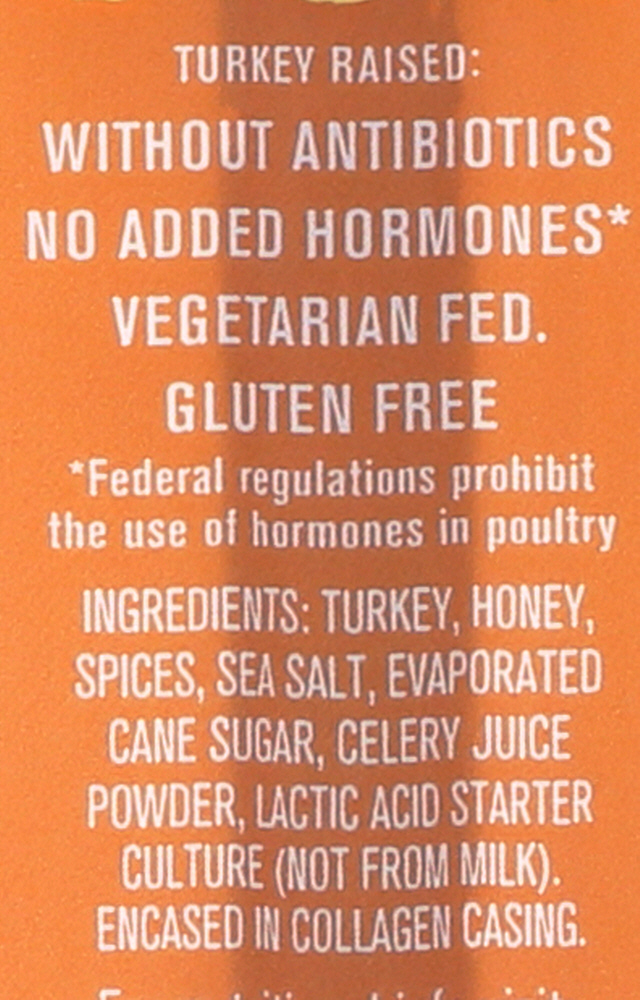 TURKEY RAISED:
WITHOUT ANTIBIOTICS
NO ADDED HORMONES*
VEGETARIAN FED.
GLUTEN FREE
*Federal regulations prohibit
the use of hormones in poultry
INGREDIENTS: TURKEY, HONEY,
SPICES, SEA SALT, EVAPORATED
CANE SUGAR, CELERY JUICE
POWDER, LACTIC ACID STARTER
CULTURE (NOT FROM MILK).
ENCASED IN COLLAGEN CASING.